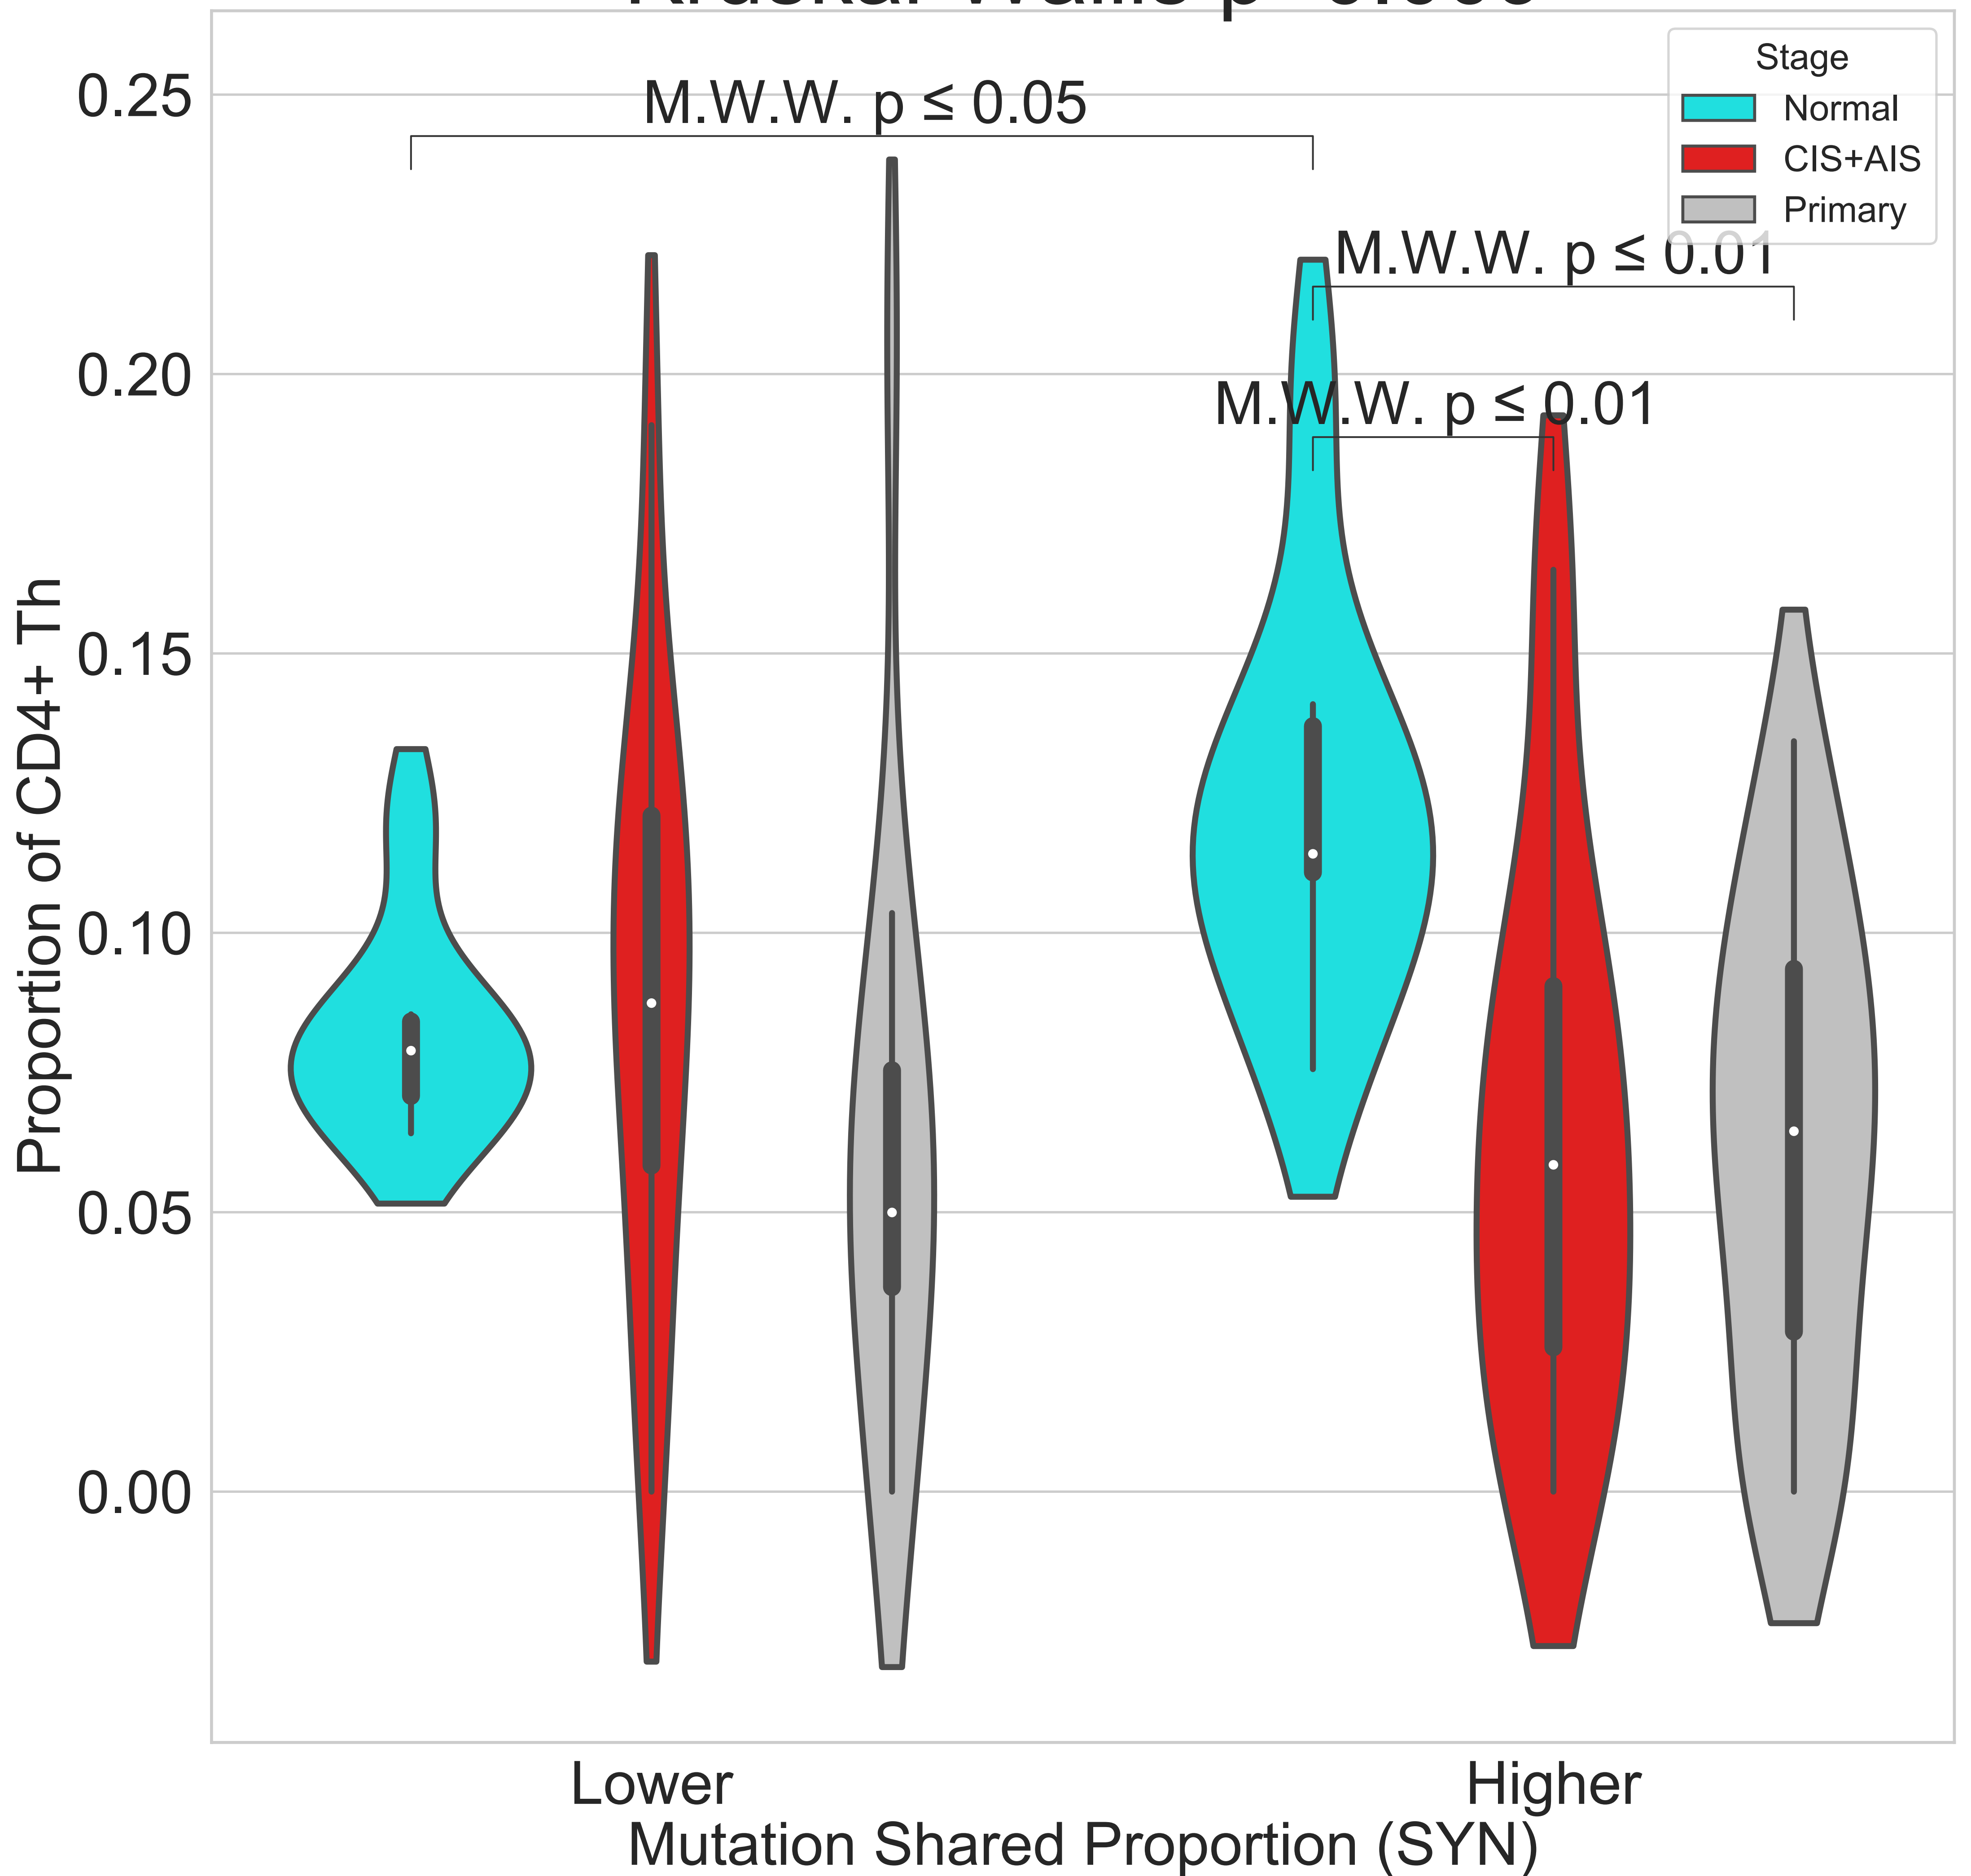 0.25
0.20
0.15
0.10
0.05
0.00
Proportion of CD4+ Th
M.W.W. p ≤ 0.05
M.W.W. p ≤ 0.01
M.W.W. p ≤ 0.01
Stage
Normal
CIS+AIS
Primary
Lower
Higher
Mutation Shared Proportion (SYN)